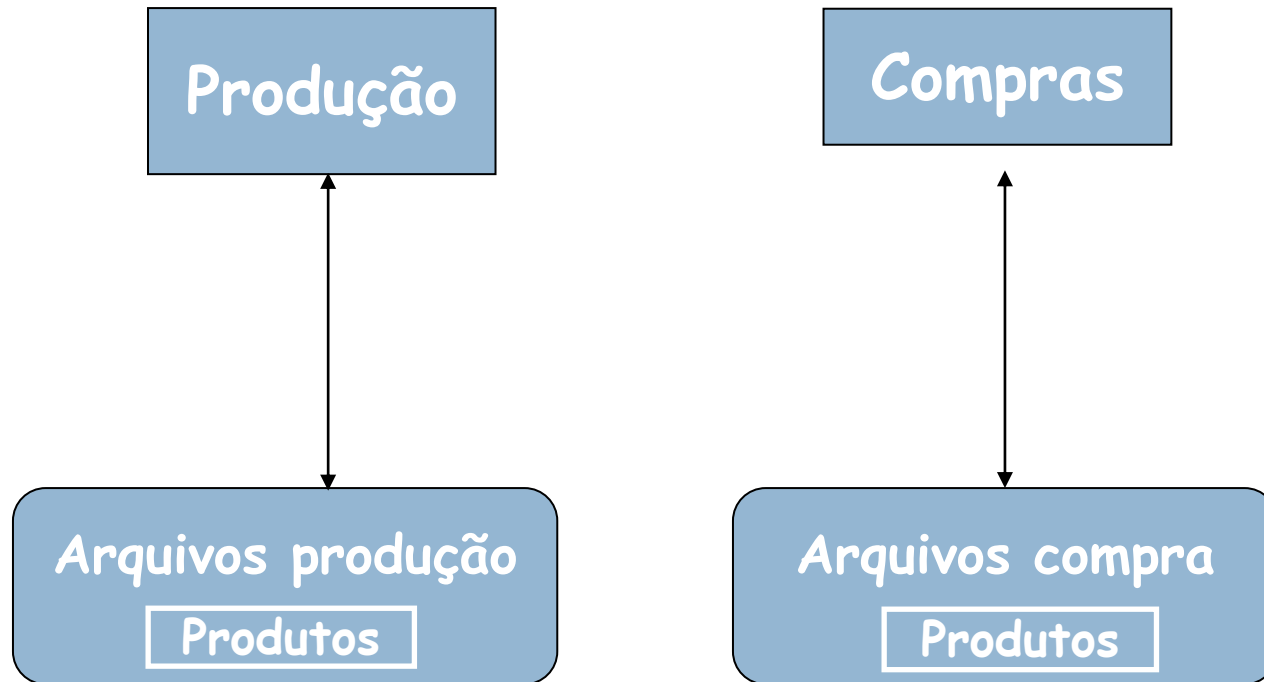 Produção
Compras
Arquivos produção
Produtos
Arquivos compra
Produtos